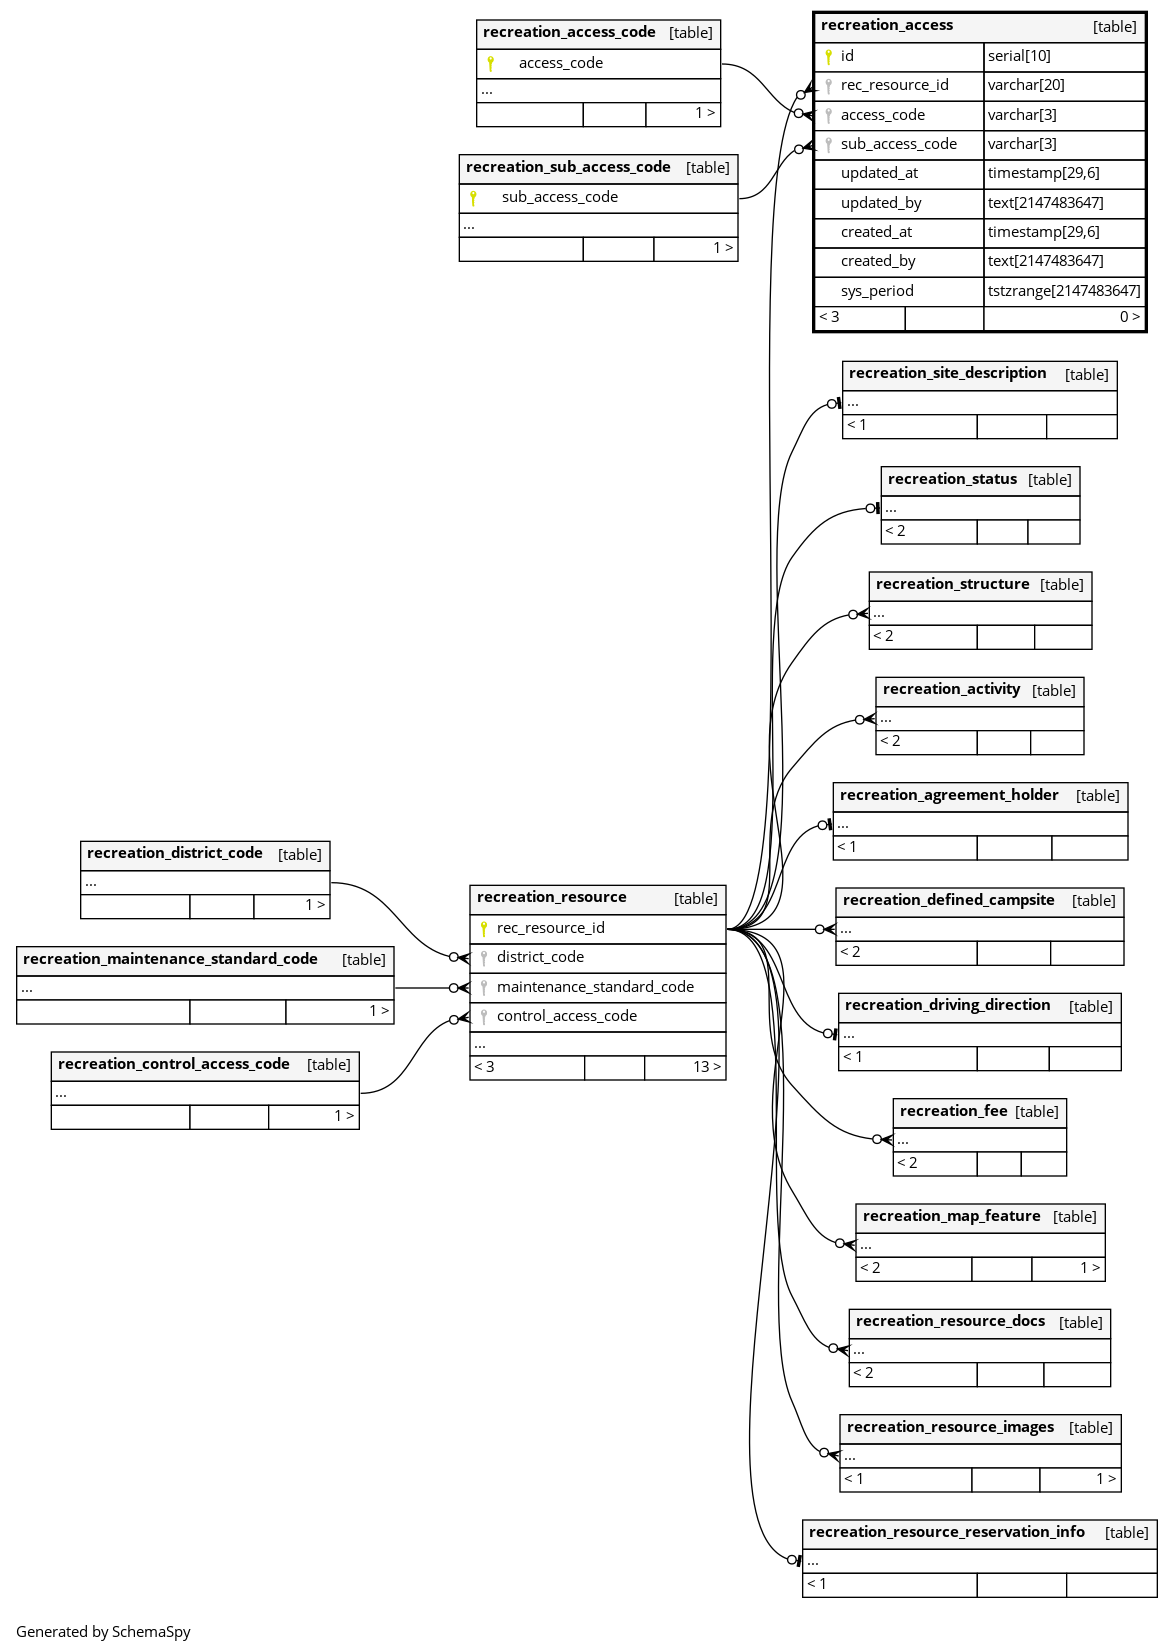 recreation_access_code [table]
access_code
...
1 >
recreation_sub_access_code [table]
sub_access_code
...
1 >
recreation_access [table]
id serial[10]
rec_resource_id varchar[20]
access_code varchar[3]
sub_access_code varchar[3]
updated_at timestamp[29,6]
updated_by text[2147483647]
created_at timestamp[29,6]
created_by text[2147483647]
sys_period tstzrange[2147483647]
< 3 0 >
recreation_site_description [table]
...
< 1
recreation_status [table]
...
< 2
recreation_structure [table]
...
< 2
recreation_activity [table]
...
< 2
recreation_agreement_holder [table]
...
< 1
recreation_district_code [table]
...
1 >
recreation_maintenance_standard_code [table]
...
1 >
recreation_control_access_code [table]
...
1 >
recreation_resource [table]
rec_resource_id
district_code
maintenance_standard_code
control_access_code
...
< 3 13 >
recreation_defined_campsite [table]
...
< 2
recreation_driving_direction [table]
...
< 1
recreation_fee [table]
...
< 2
recreation_map_feature [table]
...
< 2 1 >
recreation_resource_docs [table]
...
< 2
recreation_resource_images [table]
...
< 1 1 >
recreation_resource_reservation_info [table]
...
< 1
Generated by SchemaSpy